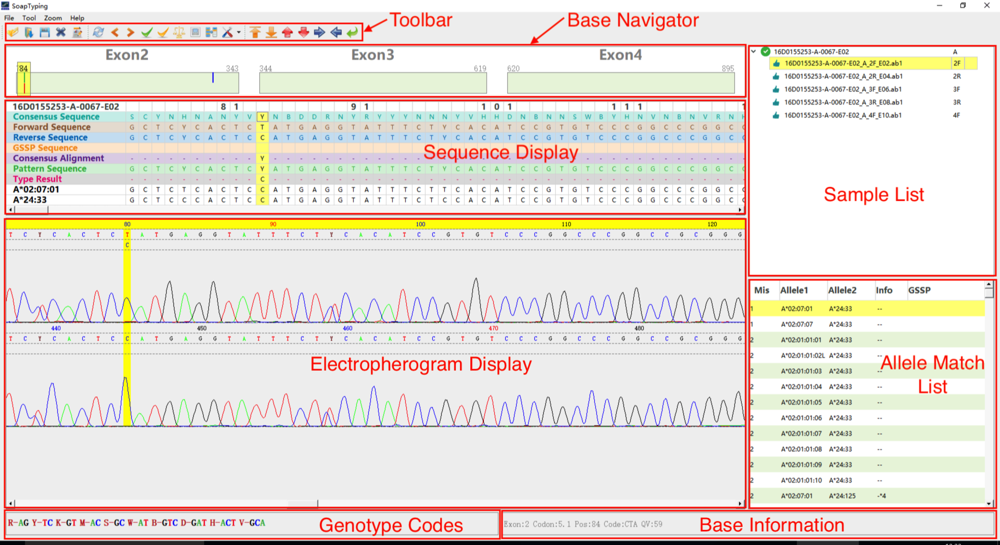 SoapTyping
File Tool Zoom Help
Toolbar
Base Navigator
Exon2 Exon3 Exon4
84 343 344 619 620 895
16D0155253-A-0067-E02 81 91 101 111 1
Consensus Sequence S C Y N H N A N Y V Y N B D D R N Y R Y Y Y N N N Y V H H D N B N N S W B Y H N V N B N V R N H
Forward Sequence G C T C Y C A C T C T A T G A G G T A T T T C T Y C A C A T C C G T G T C C C G G C C C G G C
Reverse Sequence G C T C Y C A C T C C A T G A G G T A T T T C T Y C A C A T C C G T G T C C C G G C C C G G C
GSSP Sequence
Sequence Display
Consensus Alignment - - - - - - - - - - Y - - - - - - - - - - - - - - - - - - - - - - - - - - - - - - - - - - - -
Pattern Sequence G C T C Y C A C T C Y A T G A G G T A T T T C T Y C A C A T C C G T G T C C C G G C C C G G C
Type Result - - - - - - - - - - C - - - - - - - - - - - - - - - - - - - - - - - - - - - - - - - - - - - -
A*02:07:01 G C T C T C A C T C C A T G A G G T A T T T C T T C A C A T C C G T G T C C C G G C C C G G C
A*24:33 G C T C C C A C T C C A T G A G G T A T T T C T C C A C A T C C G T G T C C C G G C C C G G C
80 90 100 110 120
T C Y C A C T C T A T G A G G T A T T T C T Y C A C A T C C G T G T C C C G G C C C G G C C G C G G G
C
440 450 460 470 480
T C Y C A C T C C A T G A G G T A T T T C T Y C A C A T C C G T G T C C C G G C C C G G C C G C G G G
Electropherogram Display
16D0155253-A-0067-E02 A
16D0155253-A-0067-E02_A_2F_E02.ab1 2F
16D0155253-A-0067-E02_A_2R_E04.ab1 2R
16D0155253-A-0067-E02_A_3F_E06.ab1 3F
16D0155253-A-0067-E02_A_3R_E08.ab1 3R
16D0155253-A-0067-E02_A_4F_E10.ab1 4F
Sample List
Mis Allele1 Allele2 Info GSSP
1 A*02:07:01 A*24:33 --
1 A*02:07:07 A*24:33 --
2 A*02:01:01:01 A*24:33 --
2 A*02:01:01:02L A*24:33 --
2 A*02:01:01:03 A*24:33 --
2 A*02:01:01:04 A*24:33 --
2 A*02:01:01:05 A*24:33 --
2 A*02:01:01:06 A*24:33 --
2 A*02:01:01:07 A*24:33 --
2 A*02:01:01:08 A*24:33 --
2 A*02:01:01:09 A*24:33 --
2 A*02:01:01:10 A*24:33 --
2 A*02:07:01 A*24:125 -*4
Allele Match
List
R-AG Y-TC K-GT M-AC S-GC W-AT B-GTC D-GAT H-ACT V-GCA
Genotype Codes
Exon:2 Codon:5.1 Pos:84 Code:CTA QV:59
Base Information